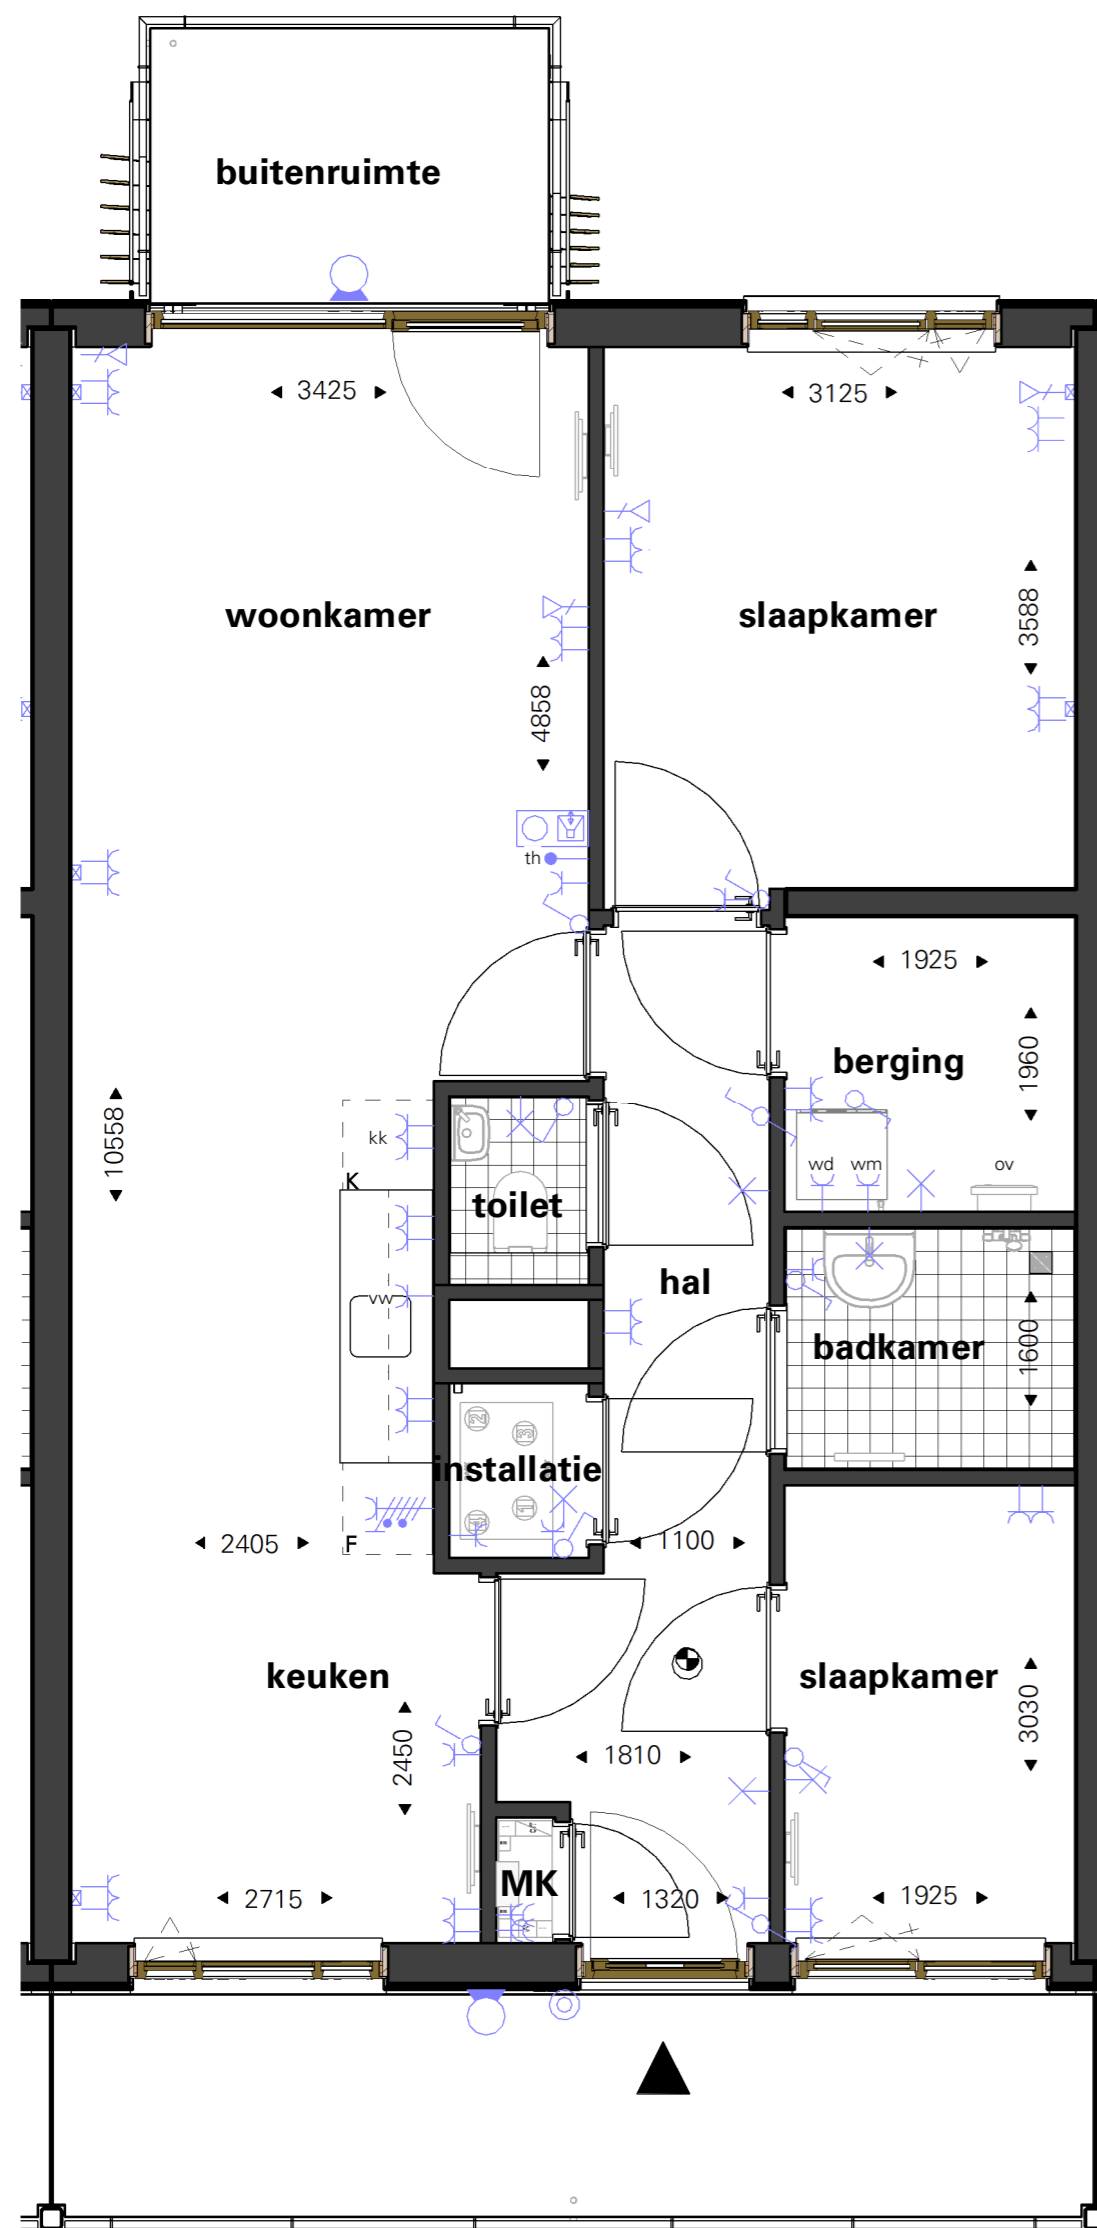 buitenruimte
3425
3125
woonkamer
slaapkamer
3588
4858
th
1925
berging
1960
10558
kk
K
toilet
wd
wm
ov
hal
vw
badkamer
1600
installatie
2405
F
1100
keuken
slaapkamer
3030
2450
1810
MK
2715
1320
1925